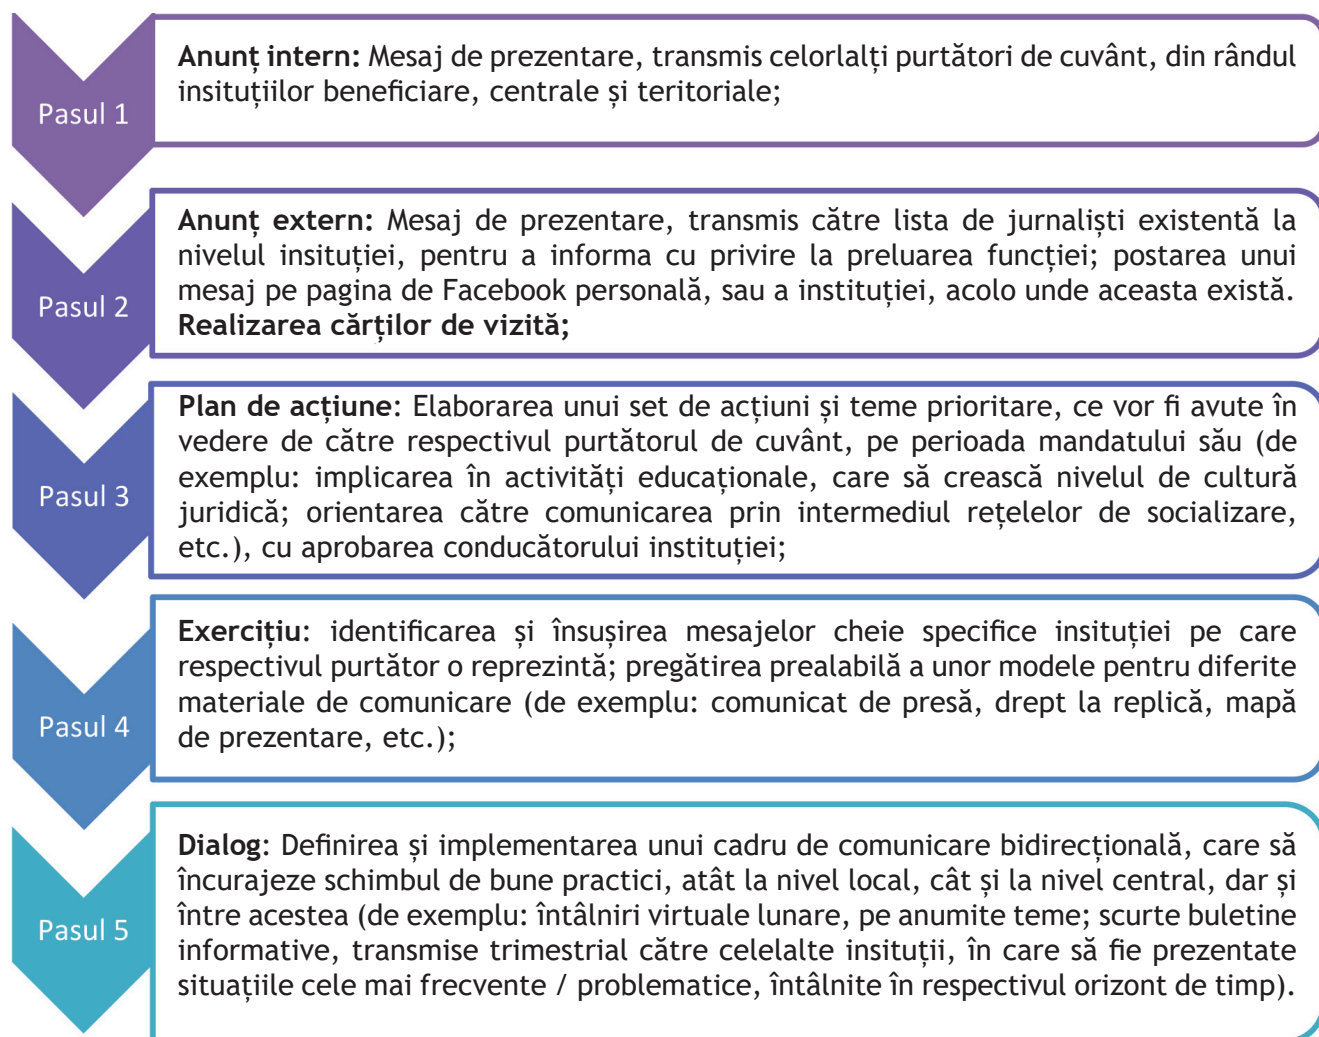 Pasul 1
Anunț intern: Mesaj de prezentare, transmis celorlalți purtători de cuvânt, din rândul
insituțiilor beneficiare, centrale și teritoriale;
Pasul 2
Anunț extern: Mesaj de prezentare, transmis către lista de jurnaliști existentă la
nivelul insituției, pentru a informa cu privire la preluarea funcției; postarea unui
mesaj pe pagina de Facebook personală, sau a instituției, acolo unde aceasta există.
Realizarea cărților de vizită;
Pasul 3
Plan de acțiune: Elaborarea unui set de acțiuni și teme prioritare, ce vor fi avute în
vedere de către respectivul purtătorul de cuvânt, pe perioada mandatului său (de
exemplu: implicarea în activități educaționale, care să crească nivelul de cultură
juridică; orientarea către comunicarea prin intermediul rețelelor de socializare,
etc.), cu aprobarea conducătorului instituției;
Pasul 4
Exercițiu: identificarea și însușirea mesajelor cheie specifice insituției pe care
respectivul purtător o reprezintă; pregătirea prealabilă a unor modele pentru diferite
materiale de comunicare (de exemplu: comunicat de presă, drept la replică, mapă
de prezentare, etc.);
Pasul 5
Dialog: Definirea și implementarea unui cadru de comunicare bidirecțională, care să
încurajeze schimbul de bune practici, atât la nivel local, cât și la nivel central, dar și
între acestea (de exemplu: întâlniri virtuale lunare, pe anumite teme; scurte buletine
informative, transmise trimestrial către celelalte insituții, în care să fie prezentate
situațiile cele mai frecvente / problematice, întâlnite în respectivul orizont de timp).